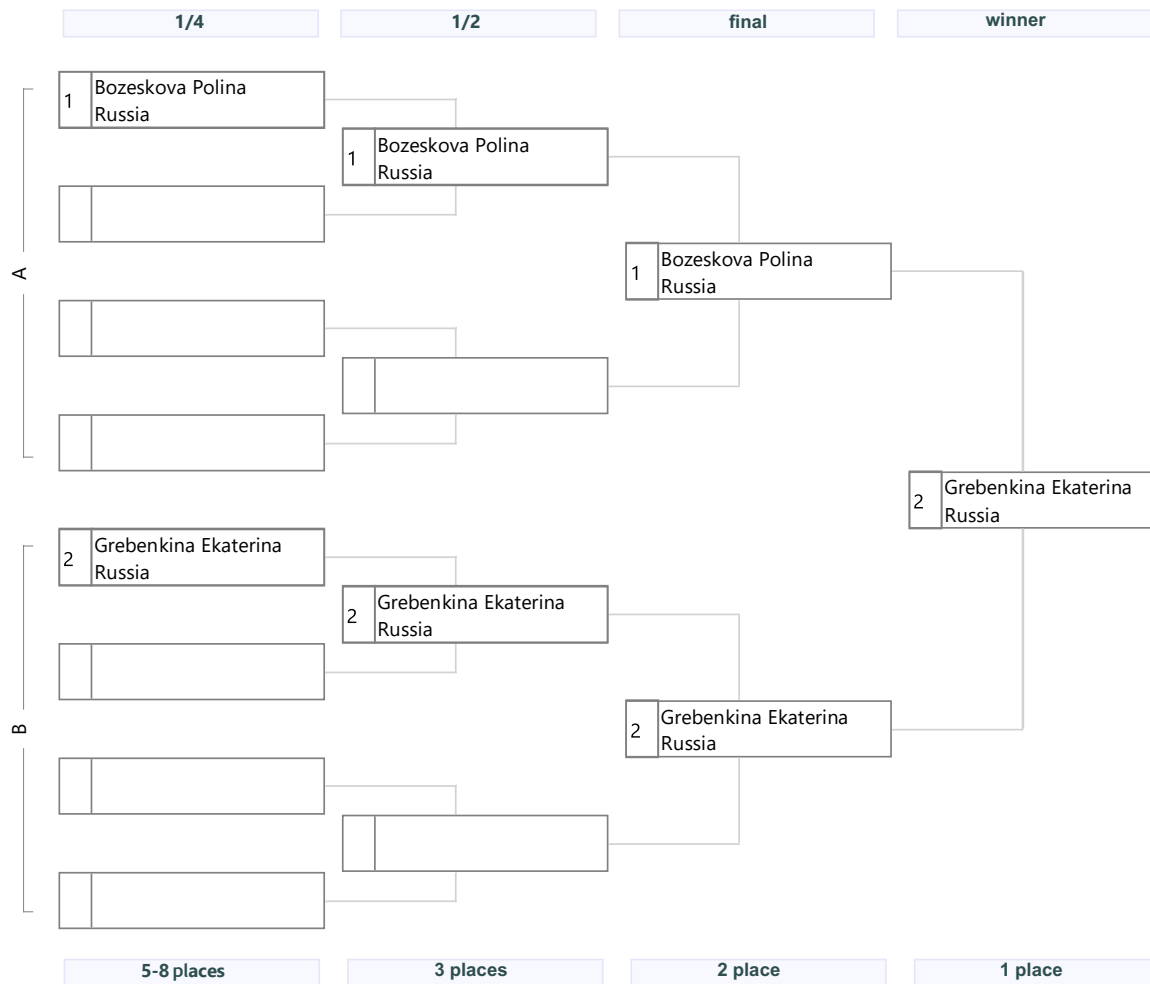 1/4
1/2
final
winner
1
Bozeskova Polina
Russia
1
Bozeskova Polina
Russia
A
1
Bozeskova Polina
Russia
2
Grebenkina Ekaterina
Russia
2
Grebenkina Ekaterina
Russia
2
Grebenkina Ekaterina
Russia
B
2
Grebenkina Ekaterina
Russia
5-8 places
3 places
2 place
1 place